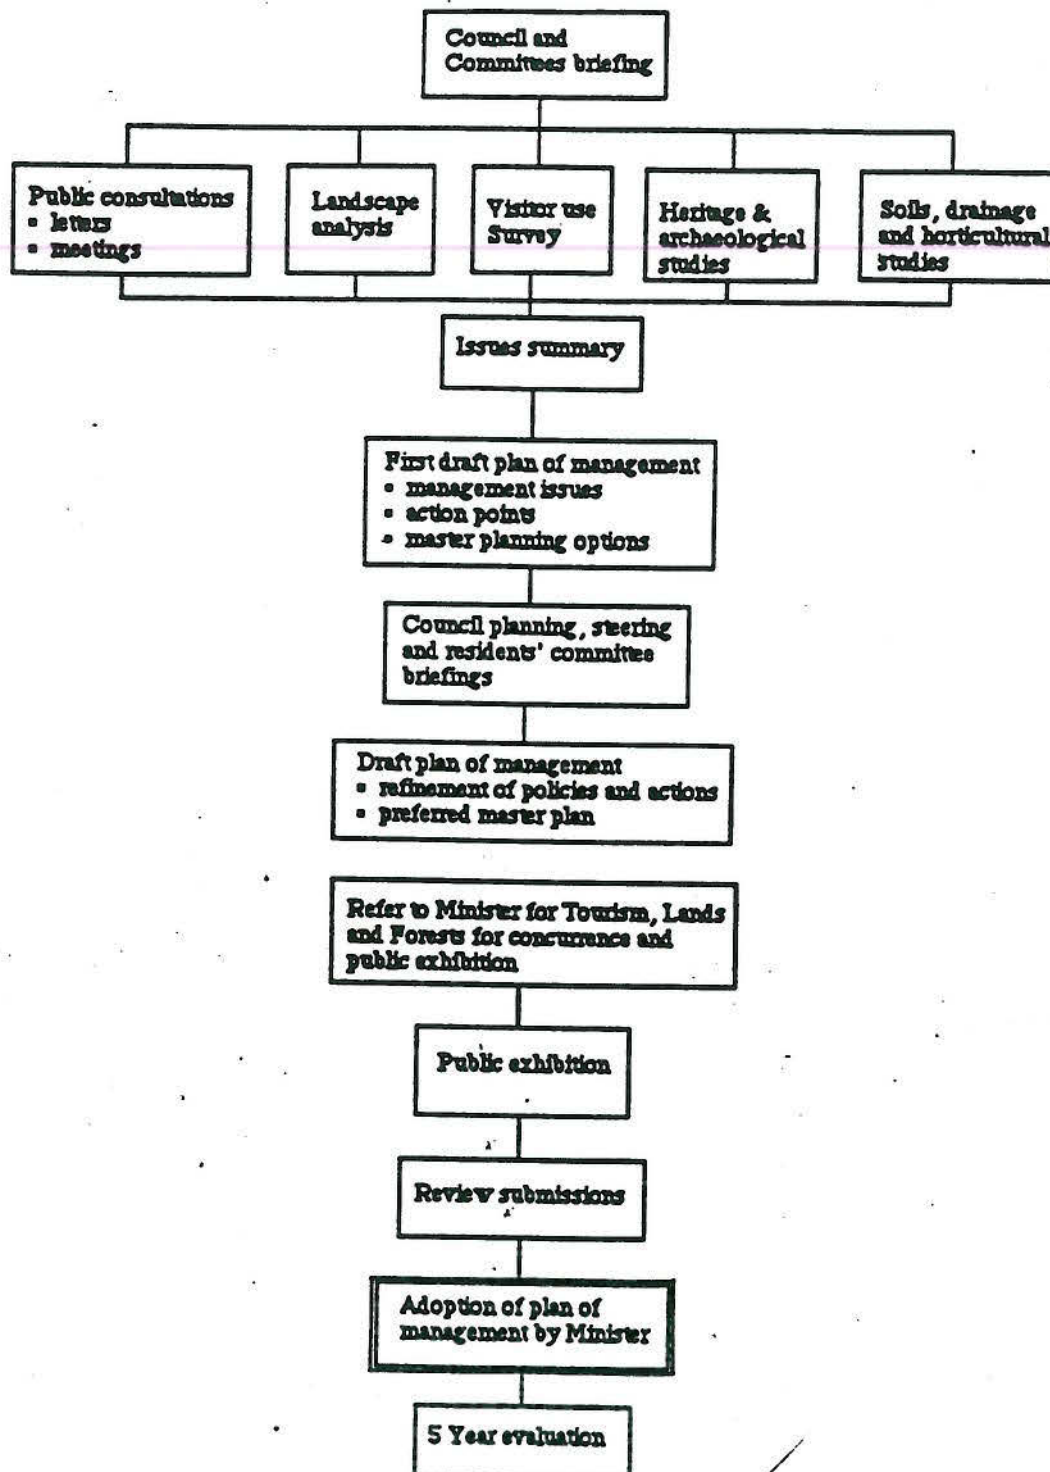 Council and
Committees briefing
Public consultations
▫ letters
▫ meetings
Landscape
analysis
Visitor use
Survey
Heritage &
archaeological
studies
Soils, drainage
and horticultural
studies
Issues summary
First draft plan of management
▫ management issues
▫ action points
▫ master planning options
Council planning, steering
and residents' committee
briefings
Draft plan of management
▫ refinement of policies and actions
▫ preferred master plan
Refer to Minister for Tourism, Lands
and Forests for concurrence and
public exhibition
Public exhibition
Review submissions
Adoption of plan of
management by Minister
5 Year evaluation